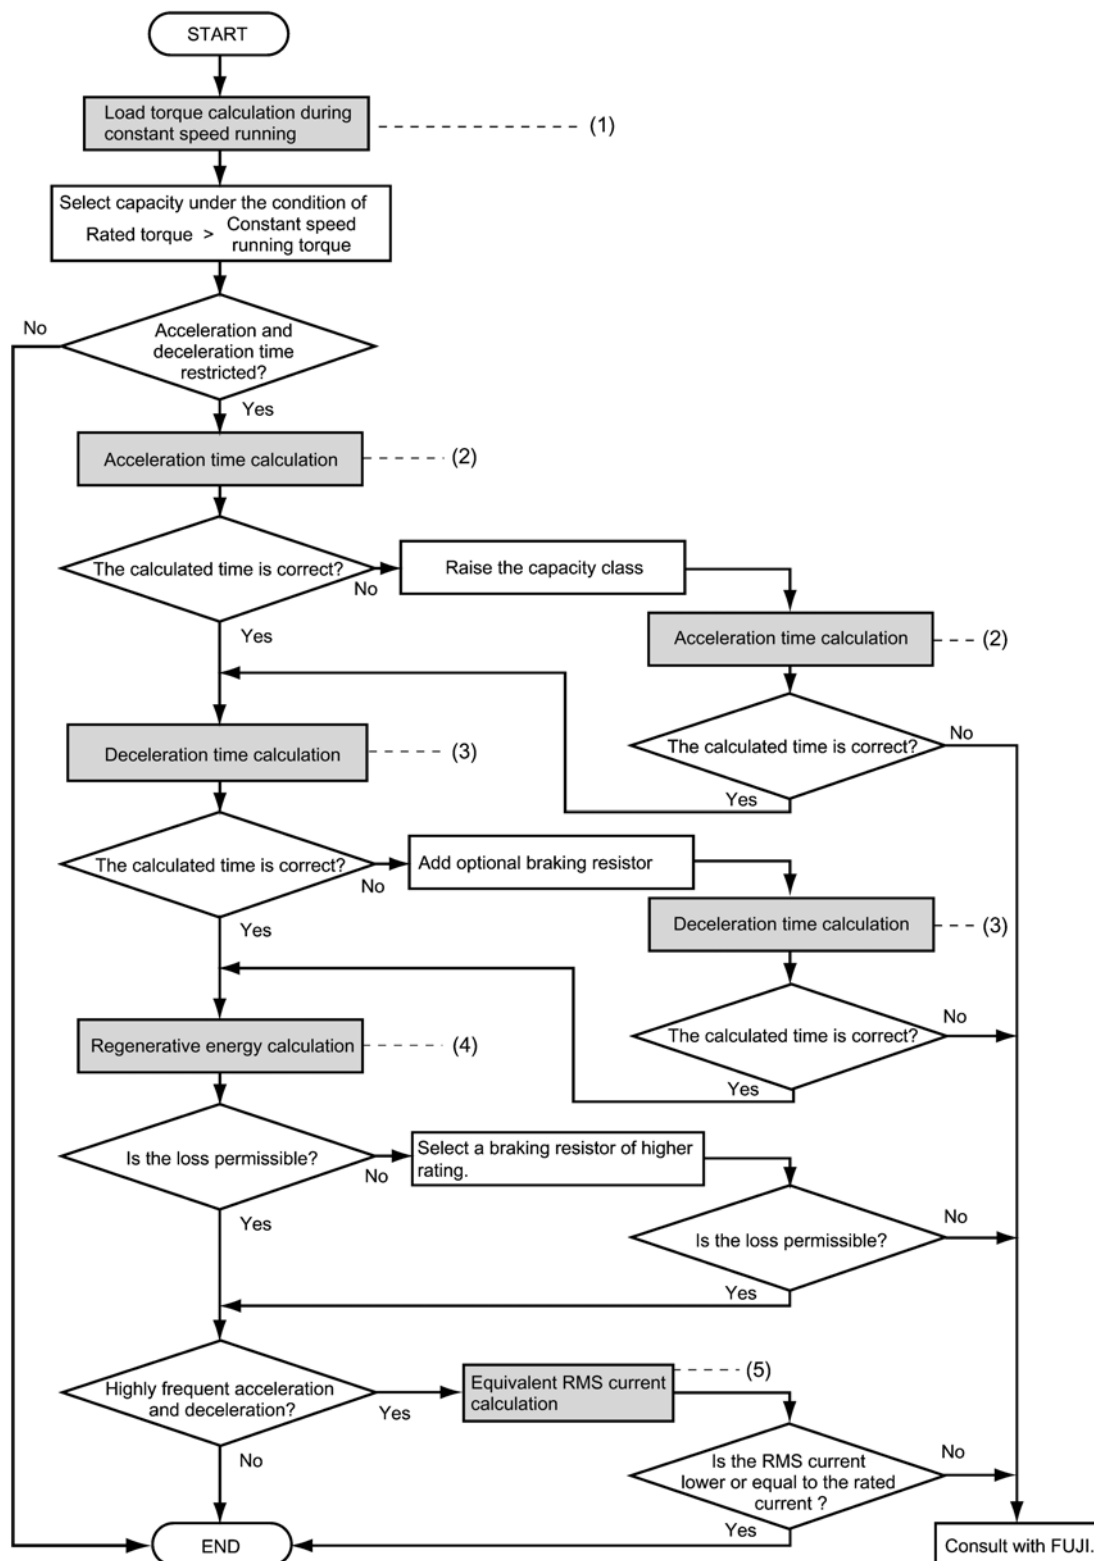 START
Load torque calculation during
constant speed running
(1)
Select capacity under the condition of
Rated torque > Constant speed
running torque
No
Acceleration and
deceleration time
restricted?
Yes
Acceleration time calculation
(2)
The calculated time is correct?
No
Raise the capacity class
Yes
Acceleration time calculation
(2)
The calculated time is correct?
No
Yes
Deceleration time calculation
(3)
The calculated time is correct?
No
Add optional braking resistor
Yes
Deceleration time calculation
(3)
The calculated time is correct?
No
Yes
Regenerative energy calculation
(4)
Is the loss permissible?
No
Select a braking resistor of higher
rating.
Yes
Is the loss permissible?
No
Yes
Highly frequent acceleration
and deceleration?
Yes
Equivalent RMS current
calculation
(5)
No
Is the RMS current
lower or equal to the rated
current ?
No
Yes
END
Consult with FUJI.